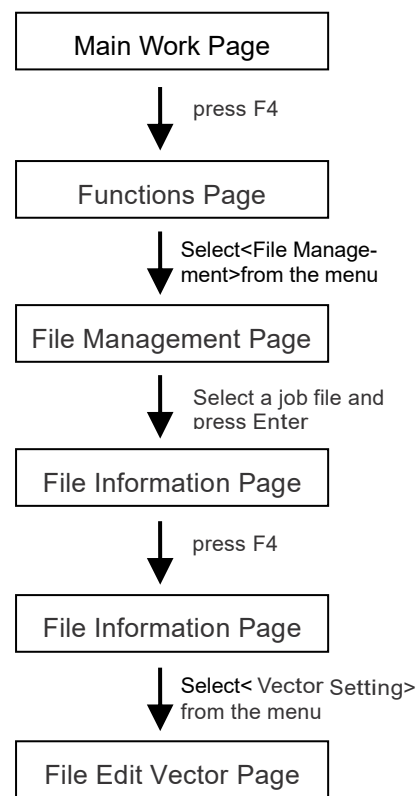 Main Work Page
press F4
Functions Page
Select<File Manage-
ment>from the menu
File Management Page
Select a job file and
press Enter
File Information Page
press F4
File Information Page
Select< Vector Setting>
from the menu
File Edit Vector Page